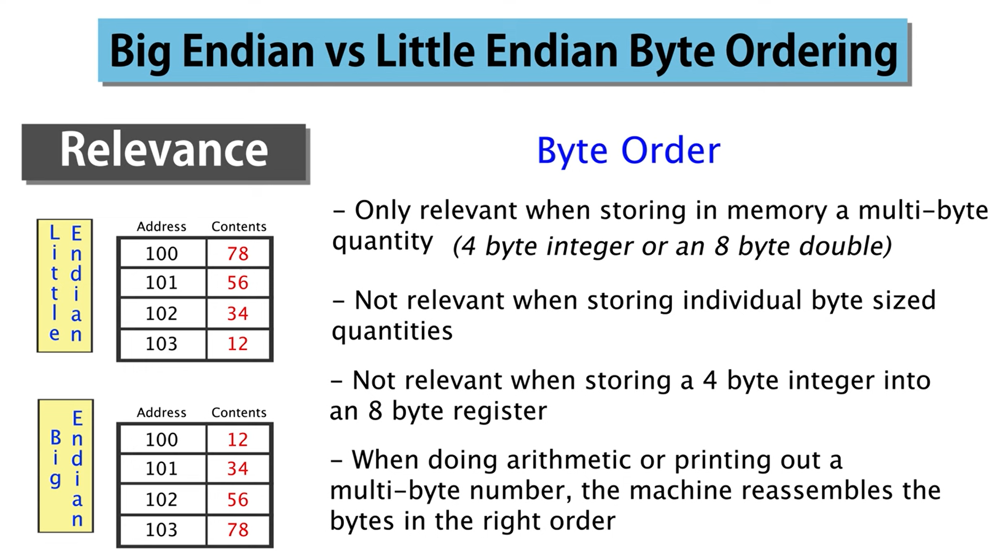 Big Endian vs Little Endian Byte Ordering
Relevance
Byte Order
Little Endian
Address Contents
100 78
101 56
102 34
103 12
Big Endian
Address Contents
100 12
101 34
102 56
103 78
– Only relevant when storing in memory a multi–byte
quantity (4 byte integer or an 8 byte double)
– Not relevant when storing individual byte sized
quantities
– Not relevant when storing a 4 byte integer into
an 8 byte register
– When doing arithmetic or printing out a
multi–byte number, the machine reassembles the
bytes in the right order